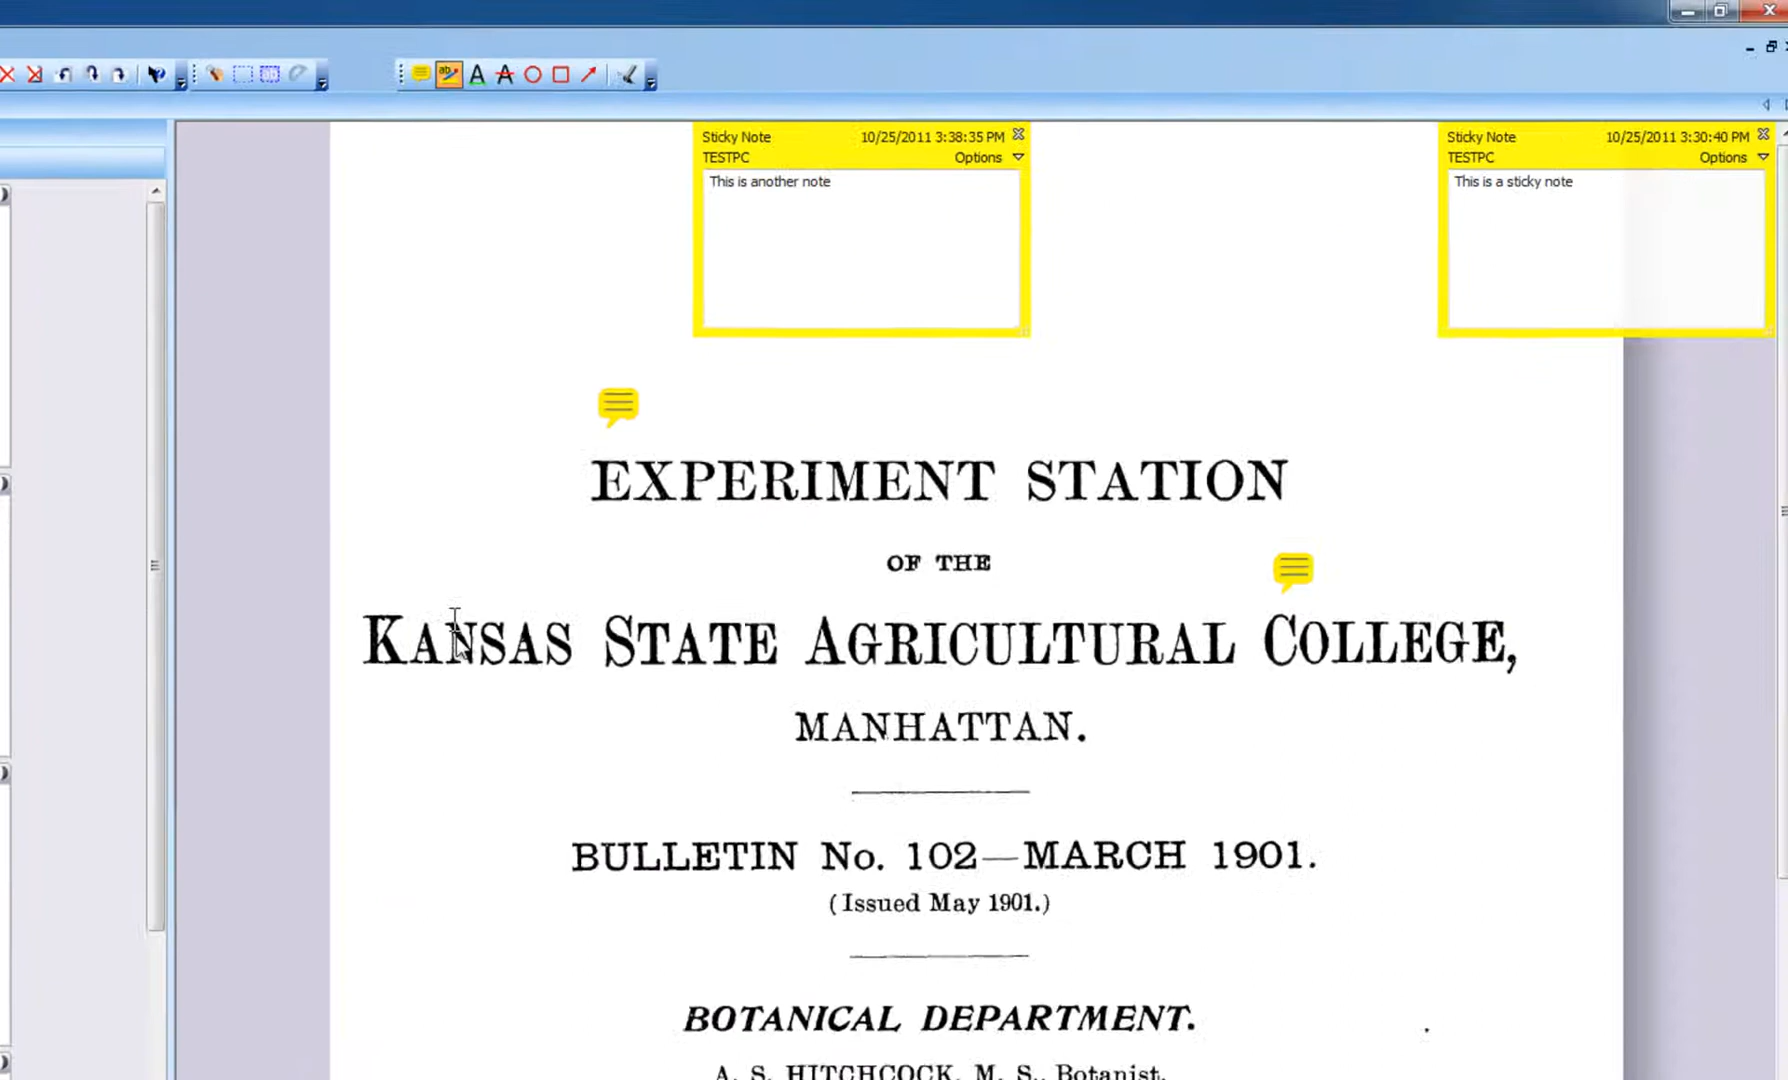 Sticky Note 10/25/2011 3:38:35 PM
TESTPC Options
This is another note
Sticky Note 10/25/2011 3:30:40 PM
TESTPC Options
This is a sticky note
EXPERIMENT STATION
OF THE
KANSAS STATE AGRICULTURAL COLLEGE,
MANHATTAN.
BULLETIN No. 102—MARCH 1901.
(Issued May 1901.)
BOTANICAL DEPARTMENT.
A. S. HITCHCOCK, M. S., Botanist.